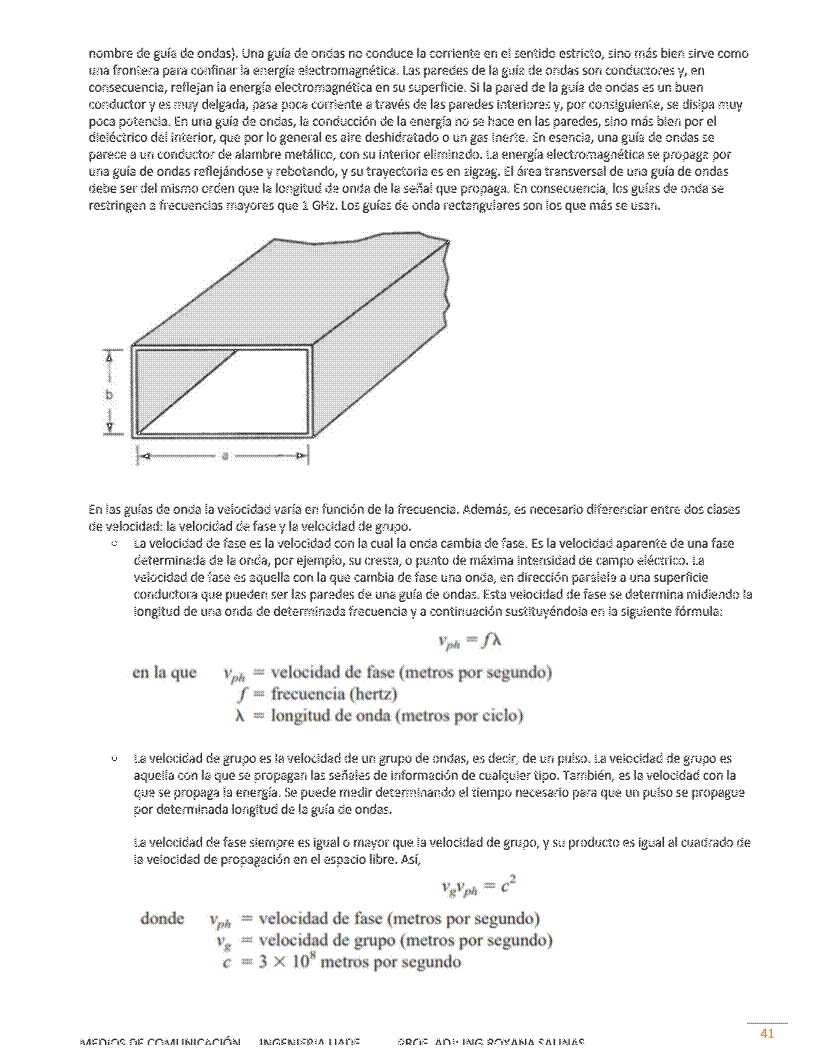 nombre de guía de ondas). Una guía de ondas no conduce la corriente en el sentido estricto, sino más bien sirve como
una frontera para confinar la energía electromagnética. Las paredes de la guía de ondas son conductores y, en
consecuencia, reflejan la energía electromagnética en su superficie. Si la pared de la guía de ondas es un buen
conductor y es muy delgada, pasa poca corriente a través de las paredes interiores y, por consiguiente, se disipa muy
poca potencia. En una guía de ondas, la conducción de la energía no se hace en las paredes, sino más bien por el
dieléctrico del interior, que por lo general es aire deshidratado o un gas inerte. En esencia, una guía de ondas se
parece a un conductor de alambre metálico, con su interior eliminado. La energía electromagnética se propaga por
una guía de ondas reflejándose y rebotando, y su trayectoria es en zigzag. El área transversal de una guía de ondas
debe ser del mismo orden que la longitud de onda de la señal que propaga. En consecuencia, los guías de onda se
restringen a frecuencias mayores que 1 GHz. Los guías de onda rectangulares son los que más se usan.
b
a
En las guías de onda la velocidad varía en función de la frecuencia. Además, es necesario diferenciar entre dos clases
de velocidad: la velocidad de fase y la velocidad de grupo.
○ La velocidad de fase es la velocidad con la cual la onda cambia de fase. Es la velocidad aparente de una fase
determinada de la onda, por ejemplo, su cresta, o punto de máxima intensidad de campo eléctrico. La
velocidad de fase es aquella con la que cambia de fase una onda, en dirección paralela a una superficie
conductora que pueden ser las paredes de una guía de ondas. Esta velocidad de fase se determina midiendo la
longitud de una onda de determinada frecuencia y a continuación sustituyéndola en la siguiente fórmula:
vph = fλ
en la que vph = velocidad de fase (metros por segundo)
f = frecuencia (hertz)
λ = longitud de onda (metros por ciclo)
○ La velocidad de grupo es la velocidad de un grupo de ondas, es decir, de un pulso. La velocidad de grupo es
aquella con la que se propagan las señales de información de cualquier tipo. También, es la velocidad con la
que se propaga la energía. Se puede medir determinando el tiempo necesario para que un pulso se propague
por determinada longitud de la guía de ondas.
La velocidad de fase siempre es igual o mayor que la velocidad de grupo, y su producto es igual al cuadrado de
la velocidad de propagación en el espacio libre. Así,
vgvph = c²
donde vph = velocidad de fase (metros por segundo)
vg = velocidad de grupo (metros por segundo)
c = 3 × 10⁸ metros por segundo
41
MEDIOS DE COMUNICACIÓN INGENIERIA UADE PROF. ADJ: ING ROXANA SALINAS